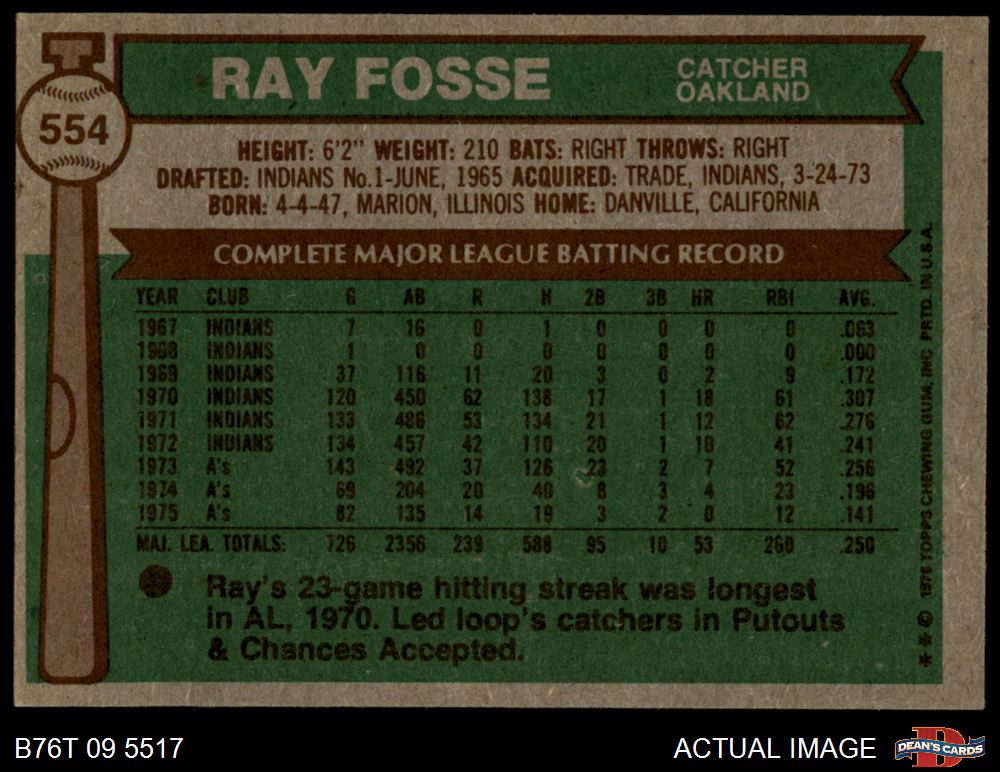 554
RAY FOSSE
CATCHER
OAKLAND
HEIGHT: 6'2" WEIGHT: 210 BATS: RIGHT THROWS: RIGHT
DRAFTED: INDIANS No.1-JUNE, 1965 ACQUIRED: TRADE, INDIANS, 3-24-73
BORN: 4-4-47, MARION, ILLINOIS HOME: DANVILLE, CALIFORNIA
COMPLETE MAJOR LEAGUE BATTING RECORD
YEAR CLUB G AB R H 2B 3B HR RBI AVG.
1967 INDIANS 7 16 0 1 0 0 0 0 .063
1968 INDIANS 1 0 0 0 0 0 0 0 .000
1969 INDIANS 37 116 11 20 3 0 2 9 .172
1970 INDIANS 120 450 62 138 17 1 18 61 .307
1971 INDIANS 133 486 53 134 21 1 12 62 .276
1972 INDIANS 134 457 42 110 20 1 10 41 .241
1973 A's 143 492 37 126 23 2 7 52 .256
1974 A's 69 204 20 40 8 3 4 23 .196
1975 A's 82 135 14 19 3 2 0 12 .141
MAJ. LEA. TOTALS: 726 2356 239 588 95 10 53 260 .250
Ray's 23-game hitting streak was longest
in AL, 1970. Led loop's catchers in Putouts
& Chances Accepted.
** © 1976 TOPPS CHEWING GUM, INC. PRTD. IN U.S.A.
B76T 09 5517
ACTUAL IMAGE
D
DEAN'S CARDS